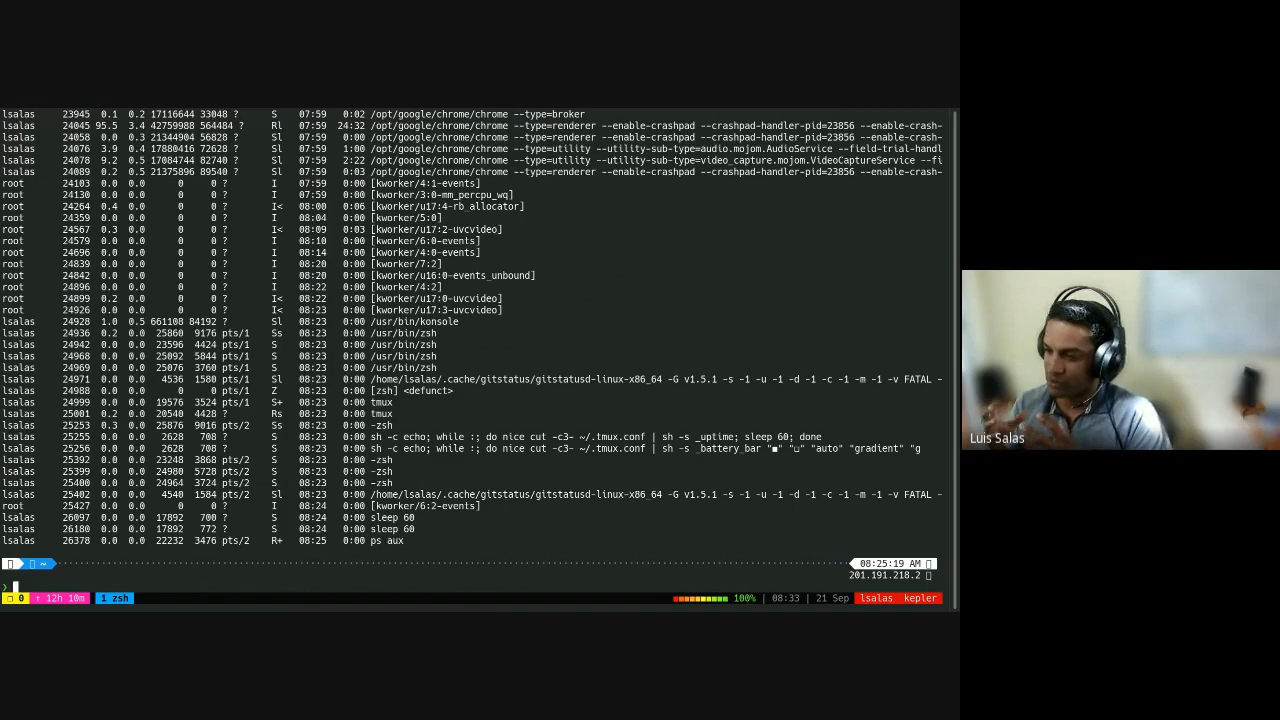 lsalas 23945 0.1 0.2 17116644 33048 ? S 07:59 0:02 /opt/google/chrome/chrome --type=broker
lsalas 24045 95.5 3.4 42759988 564484 ? Rl 07:59 24:32 /opt/google/chrome/chrome --type=renderer --enable-crashpad --crashpad-handler-pid=23856 --enable-crash-
lsalas 24058 0.0 0.3 21344904 56828 ? Sl 07:59 0:00 /opt/google/chrome/chrome --type=renderer --enable-crashpad --crashpad-handler-pid=23856 --enable-crash-
lsalas 24076 3.9 0.4 17880416 72628 ? Sl 07:59 1:00 /opt/google/chrome/chrome --type=utility --utility-sub-type=audio.mojom.AudioService --field-trial-handl
lsalas 24078 9.2 0.5 17084744 82740 ? Sl 07:59 2:22 /opt/google/chrome/chrome --type=utility --utility-sub-type=video_capture.mojom.VideoCaptureService --fi
lsalas 24089 0.2 0.5 21375896 89540 ? Sl 07:59 0:03 /opt/google/chrome/chrome --type=renderer --enable-crashpad --crashpad-handler-pid=23856 --enable-crash-
root 24103 0.0 0.0 0 0 ? I 07:59 0:00 [kworker/4:1-events]
root 24130 0.0 0.0 0 0 ? I 07:59 0:00 [kworker/3:0-mm_percpu_wq]
root 24264 0.4 0.0 0 0 ? I< 08:00 0:06 [kworker/u17:4-rb_allocator]
root 24359 0.0 0.0 0 0 ? I 08:04 0:00 [kworker/5:0]
root 24567 0.3 0.0 0 0 ? I< 08:09 0:03 [kworker/u17:2-uvcvideo]
root 24579 0.0 0.0 0 0 ? I 08:10 0:00 [kworker/6:0-events]
root 24696 0.0 0.0 0 0 ? I 08:14 0:00 [kworker/4:0-events]
root 24839 0.0 0.0 0 0 ? I 08:20 0:00 [kworker/7:2]
root 24842 0.0 0.0 0 0 ? I 08:20 0:00 [kworker/u16:0-events_unbound]
root 24896 0.0 0.0 0 0 ? I 08:22 0:00 [kworker/4:2]
root 24899 0.2 0.0 0 0 ? I< 08:22 0:00 [kworker/u17:0-uvcvideo]
root 24926 0.0 0.0 0 0 ? I< 08:23 0:00 [kworker/u17:3-uvcvideo]
lsalas 24928 1.0 0.5 661108 84192 ? Sl 08:23 0:00 /usr/bin/konsole
lsalas 24936 0.2 0.0 25860 9176 pts/1 Ss 08:23 0:00 /usr/bin/zsh
lsalas 24942 0.0 0.0 23596 4424 pts/1 S 08:23 0:00 /usr/bin/zsh
lsalas 24968 0.0 0.0 25092 5844 pts/1 S 08:23 0:00 /usr/bin/zsh
lsalas 24969 0.0 0.0 25076 3760 pts/1 S 08:23 0:00 /usr/bin/zsh
lsalas 24971 0.0 0.0 4536 1580 pts/1 Sl 08:23 0:00 /home/lsalas/.cache/gitstatus/gitstatusd-linux-x86_64 -G v1.5.1 -s -1 -u -1 -d -1 -c -1 -m -1 -v FATAL -
lsalas 24988 0.0 0.0 0 0 pts/1 Z 08:23 0:00 [zsh] <defunct>
lsalas 24999 0.0 0.0 19576 3524 pts/1 S+ 08:23 0:00 tmux
lsalas 25001 0.2 0.0 20540 4428 ? Rs 08:23 0:00 tmux
lsalas 25253 0.3 0.0 25876 9016 pts/2 Ss 08:23 0:00 -zsh
lsalas 25255 0.0 0.0 2628 708 ? S 08:23 0:00 sh -c echo; while :; do nice cut -c3- ~/.tmux.conf | sh -s _uptime; sleep 60; done
lsalas 25256 0.0 0.0 2628 708 ? S 08:23 0:00 sh -c echo; while :; do nice cut -c3- ~/.tmux.conf | sh -s _battery_bar "◼" "◻" "auto" "gradient" "g
lsalas 25392 0.0 0.0 23248 3868 pts/2 S 08:23 0:00 -zsh
lsalas 25399 0.0 0.0 24980 5728 pts/2 S 08:23 0:00 -zsh
lsalas 25400 0.0 0.0 24964 3724 pts/2 S 08:23 0:00 -zsh
lsalas 25402 0.0 0.0 4540 1584 pts/2 Sl 08:23 0:00 /home/lsalas/.cache/gitstatus/gitstatusd-linux-x86_64 -G v1.5.1 -s -1 -u -1 -d -1 -c -1 -m -1 -v FATAL -
root 25427 0.0 0.0 0 0 ? I 08:24 0:00 [kworker/6:2-events]
lsalas 26097 0.0 0.0 17892 700 ? S 08:24 0:00 sleep 60
lsalas 26180 0.0 0.0 17892 772 ? S 08:24 0:00 sleep 60
lsalas 26378 0.0 0.0 22232 3476 pts/2 R+ 08:25 0:00 ps aux
~ 08:25:19 AM
201.191.218.2
❯
❐ 0 ↑ 12h 10m 1 zsh 100% | 08:33 | 21 Sep lsalas kepler
Luis Salas